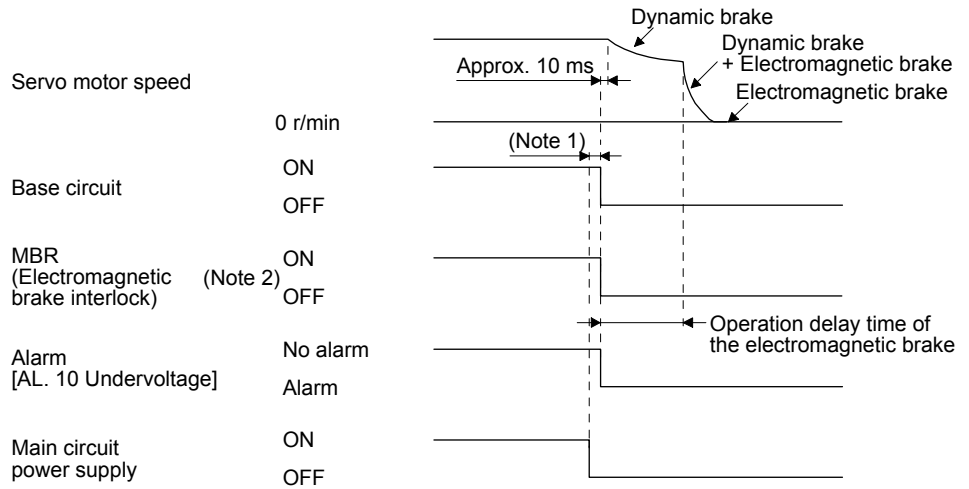 Dynamic brake
Dynamic brake
+ Electromagnetic brake
Approx. 10 ms
Servo motor speed
Electromagnetic brake
0 r/min
(Note 1)
ON
Base circuit
OFF
MBR
(Electromagnetic
brake interlock)
(Note 2)
ON
OFF
Operation delay time of
the electromagnetic brake
No alarm
Alarm
[AL. 10 Undervoltage]
Alarm
ON
Main circuit
power supply
OFF